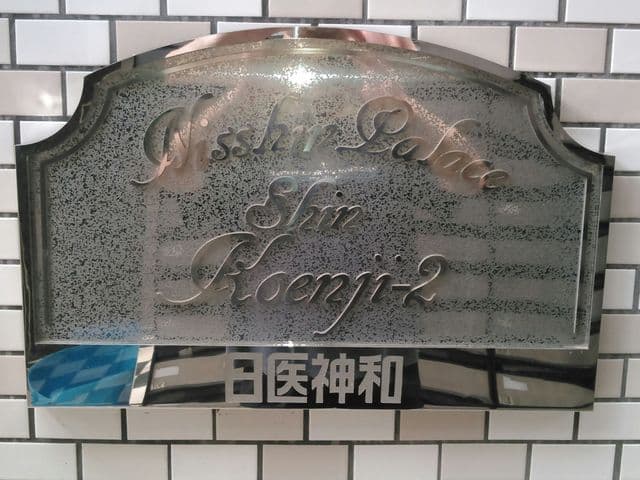 Nisshin Palace
Shin
Koenji-2
日医神和